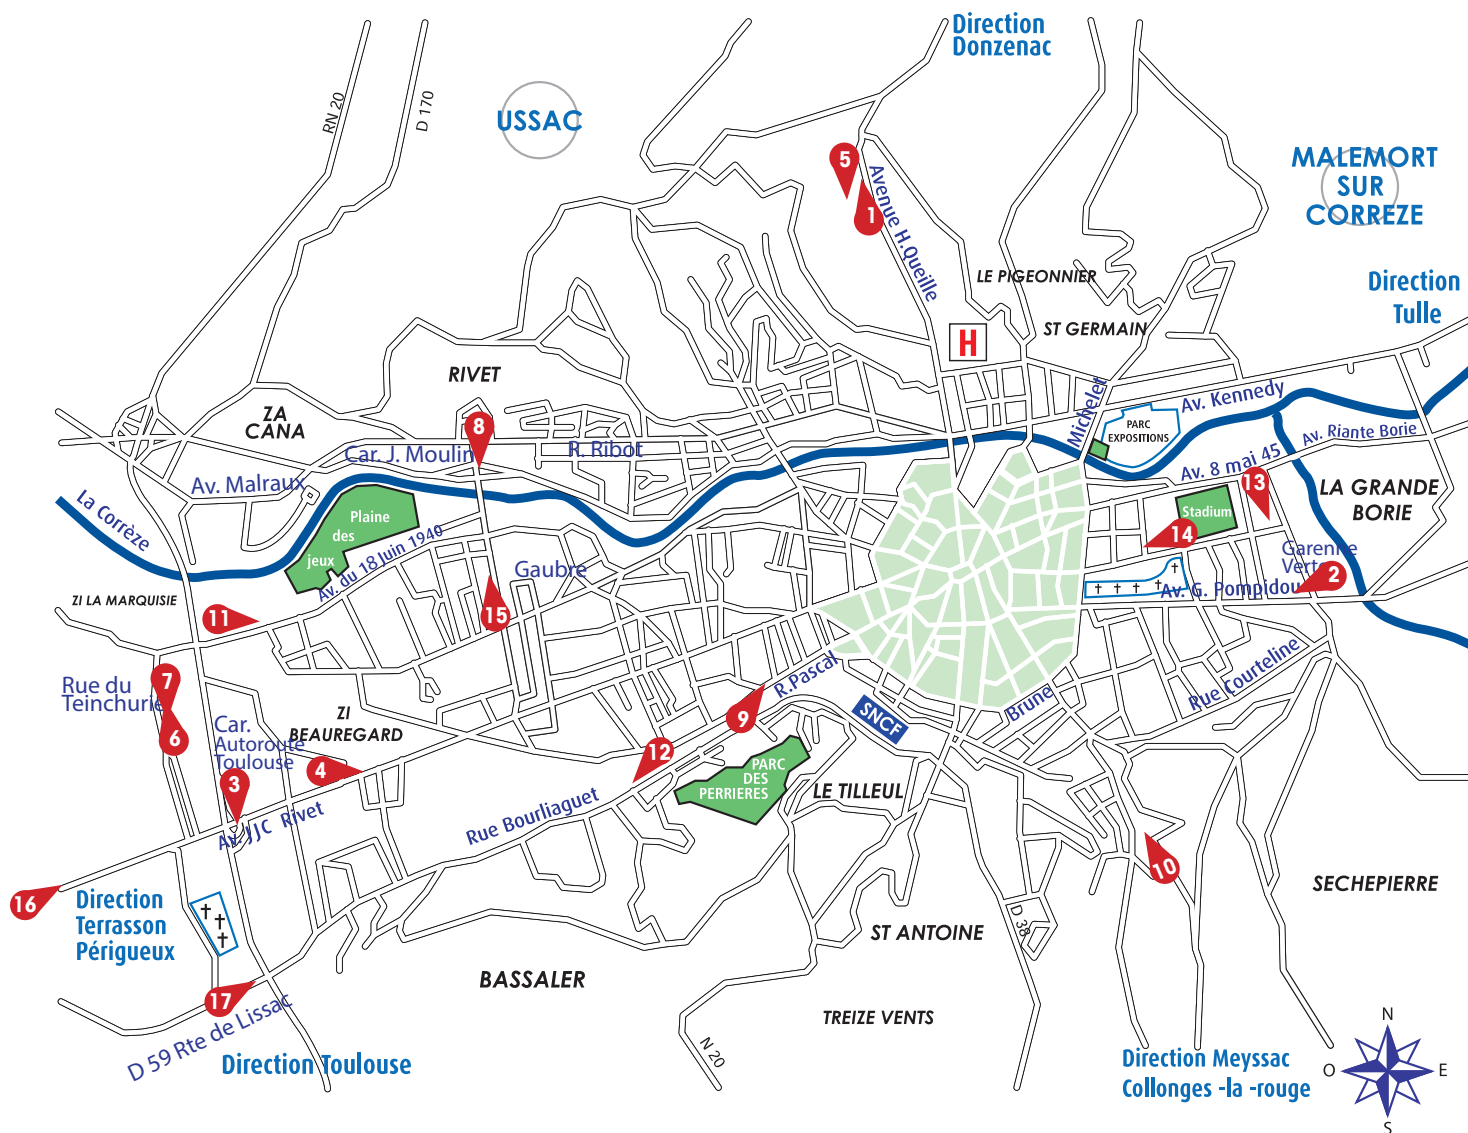 Direction
Donzenac
RN 20
D 170
USSAC
MALEMORT
SUR
CORREZE
5
1
Avenue H.Queille
LE PIGEONNIER
Direction
Tulle
ST GERMAIN
H
RIVET
ZA
CANA
8
Michelet
Av. Kennedy
PARC
EXPOSITIONS
Av. Riante Borie
Car. J. Moulin
R. Ribot
Av. 8 mai 45
13
Av. Malraux
LA GRANDE
BORIE
La Corrèze
Plaine
des
jeux
Stadium
14
Av. du 18 Juin 1940
Gaubre
Garenne
Verte
2
Av. G. Pompidou
ZI LA MARQUISIE
11
15
Rue du
Teinchurier
7
6
R.Pascal
Rue Courteline
Brune
SNCF
9
ZI
BEAUREGARD
Car.
Autoroute
Toulouse
3
4
12
PARC
DES
PERRIERES
LE TILLEUL
Av. JJC Rivet
Rue Bourliaguet
10
16
Direction
Terrasson
Périgueux
SECHEPIERRE
D 38
ST ANTOINE
BASSALER
17
D 59 Rte de Lissac
TREIZE VENTS
N 20
Direction Toulouse
Direction Meyssac
Collonges -la -rouge
N
O
E
S